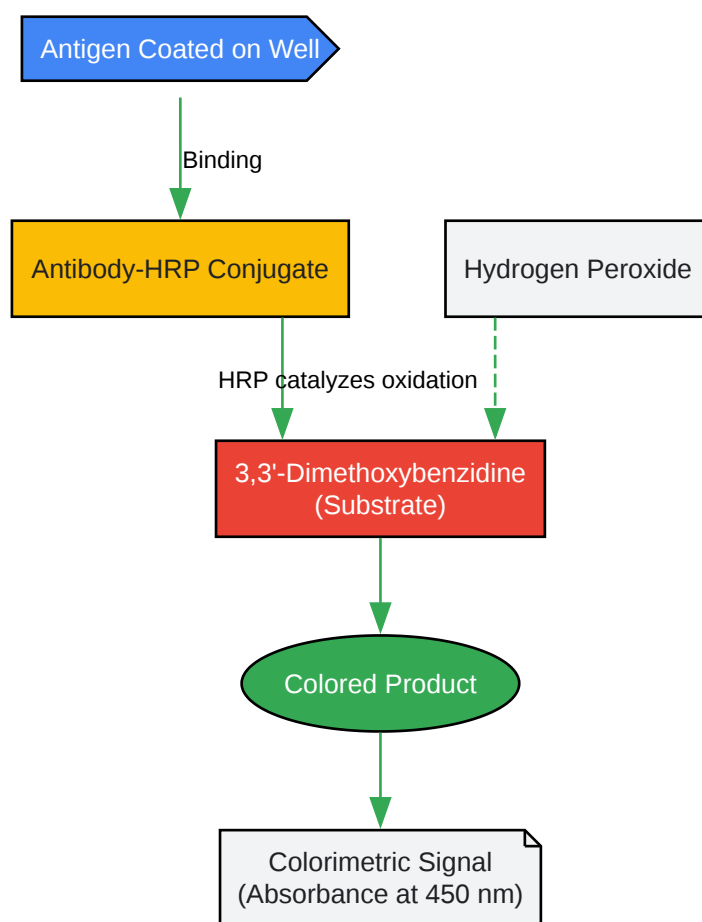 Antigen Coated on Well
Binding
Antibody-HRP Conjugate
Hydrogen Peroxide
HRP catalyzes oxidation
3,3'-Dimethoxybenzidine
(Substrate)
Colored Product
Colorimetric Signal
(Absorbance at 450 nm)